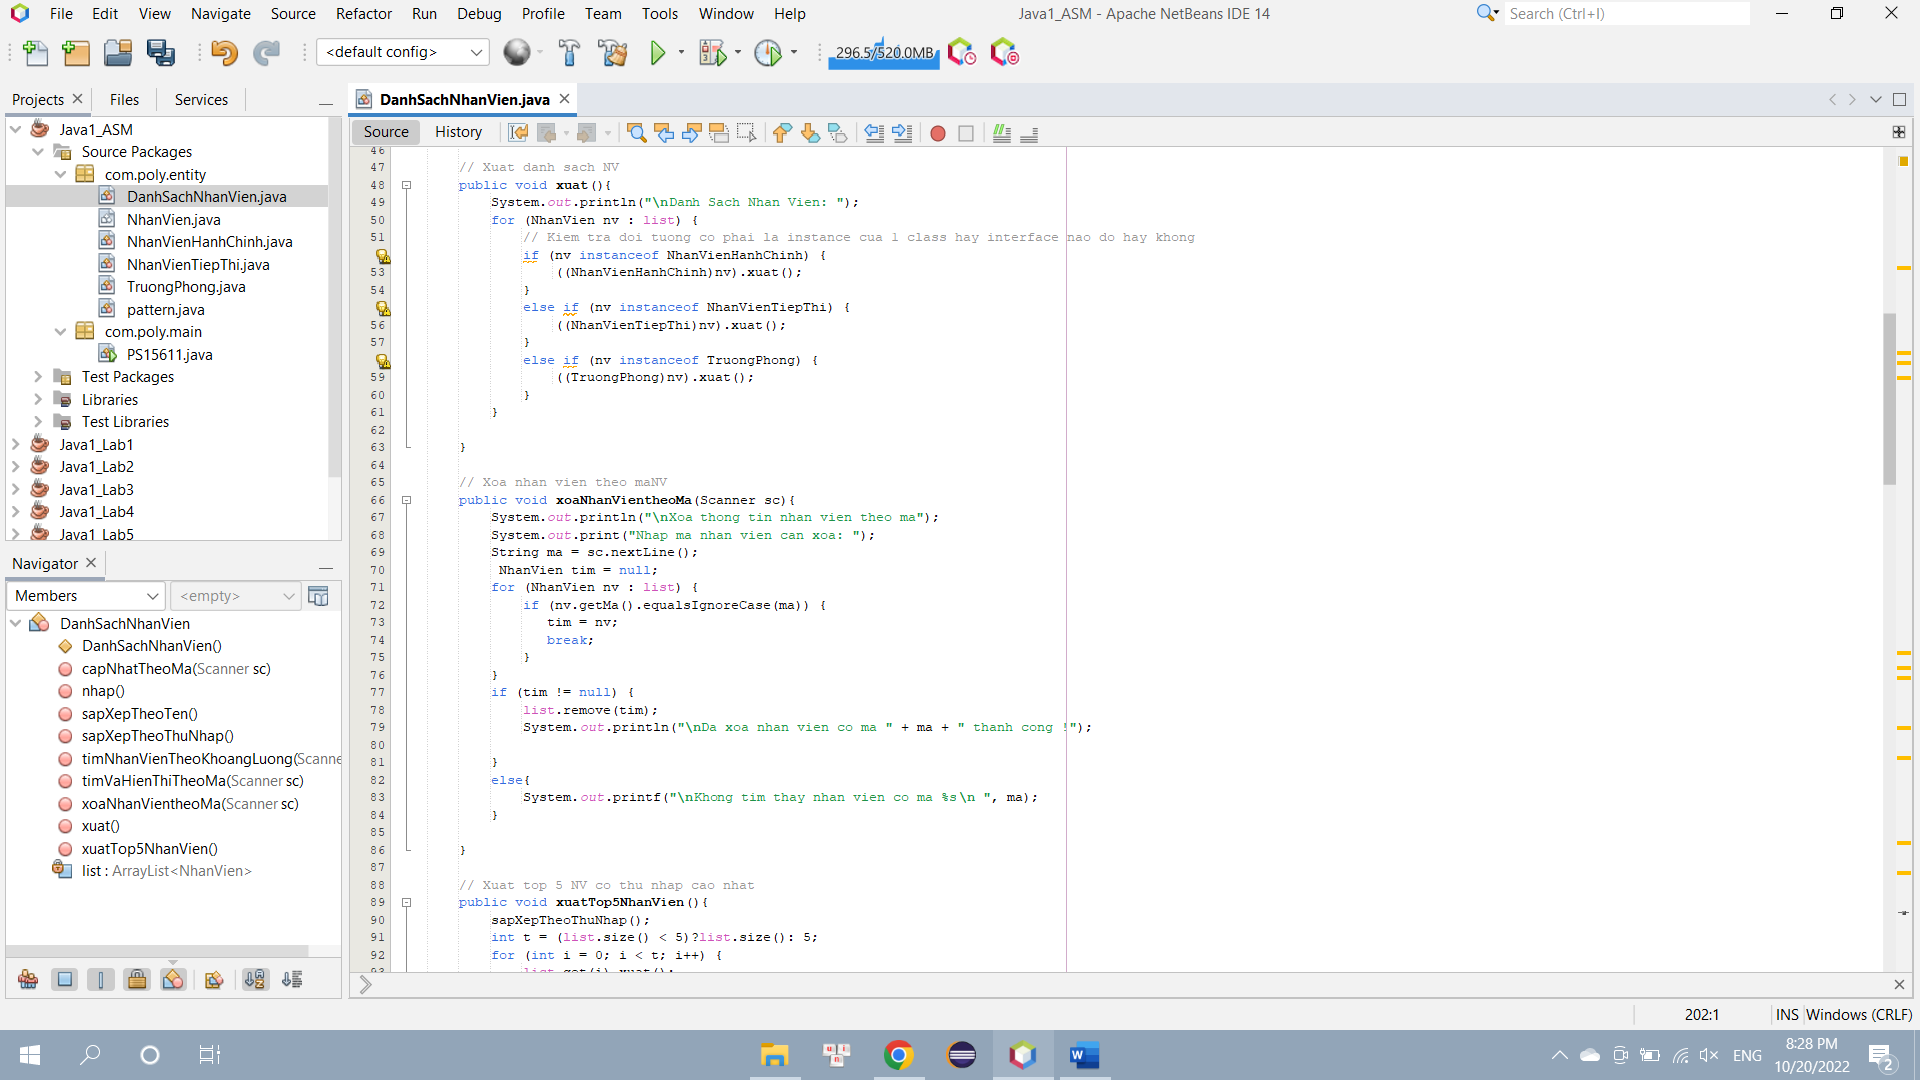 File Edit View Navigate Source Refactor Run Debug Profile Team Tools Window Help
Java1_ASM - Apache NetBeans IDE 14
Search (Ctrl+I)
<default config>
296.5/520.0MB
Projects Files Services
Java1_ASM
Source Packages
com.poly.entity
DanhSachNhanVien.java
NhanVien.java
NhanVienHanhChinh.java
NhanVienTiepThi.java
TruongPhong.java
pattern.java
com.poly.main
PS15611.java
Test Packages
Libraries
Test Libraries
Java1_Lab1
Java1_Lab2
Java1_Lab3
Java1_Lab4
Java1_Lab5
Navigator
Members
<empty>
DanhSachNhanVien
DanhSachNhanVien()
capNhatTheoMa(Scanner sc)
nhap()
sapXepTheoTen()
sapXepTheoThuNhap()
timNhanVienTheoKhoangLuong(Scanne
timVaHienThiTheoMa(Scanner sc)
xoaNhanVientheoMa(Scanner sc)
xuat()
xuatTop5NhanVien()
list : ArrayList<NhanVien>
DanhSachNhanVien.java
Source History
46
47 // Xuat danh sach NV
48 public void xuat(){
49 System.out.println("\nDanh Sach Nhan Vien: ");
50 for (NhanVien nv : list) {
51 // Kiem tra doi tuong co phai la instance cua 1 class hay interface nao do hay khong
if (nv instanceof NhanVienHanhChinh) {
53 ((NhanVienHanhChinh)nv).xuat();
54 }
else if (nv instanceof NhanVienTiepThi) {
56 ((NhanVienTiepThi)nv).xuat();
57 }
else if (nv instanceof TruongPhong) {
59 ((TruongPhong)nv).xuat();
60 }
61 }
62
63 }
64
65 // Xoa nhan vien theo maNV
66 public void xoaNhanVientheoMa(Scanner sc){
67 System.out.println("\nXoa thong tin nhan vien theo ma");
68 System.out.print("Nhap ma nhan vien can xoa: ");
69 String ma = sc.nextLine();
70 NhanVien tim = null;
71 for (NhanVien nv : list) {
72 if (nv.getMa().equalsIgnoreCase(ma)) {
73 tim = nv;
74 break;
75 }
76 }
77 if (tim != null) {
78 list.remove(tim);
79 System.out.println("\nDa xoa nhan vien co ma " + ma + " thanh cong !");
80
81 }
82 else{
83 System.out.printf("\nKhong tim thay nhan vien co ma %s\n ", ma);
84 }
85
86 }
87
88 // Xuat top 5 NV co thu nhap cao nhat
89 public void xuatTop5NhanVien(){
90 sapXepTheoThuNhap();
91 int t = (list.size() < 5)?list.size(): 5;
92 for (int i = 0; i < t; i++) {
93 list.get(i).xuat();
202:1 INS Windows (CRLF)
ENG
8:28 PM
10/20/2022
2